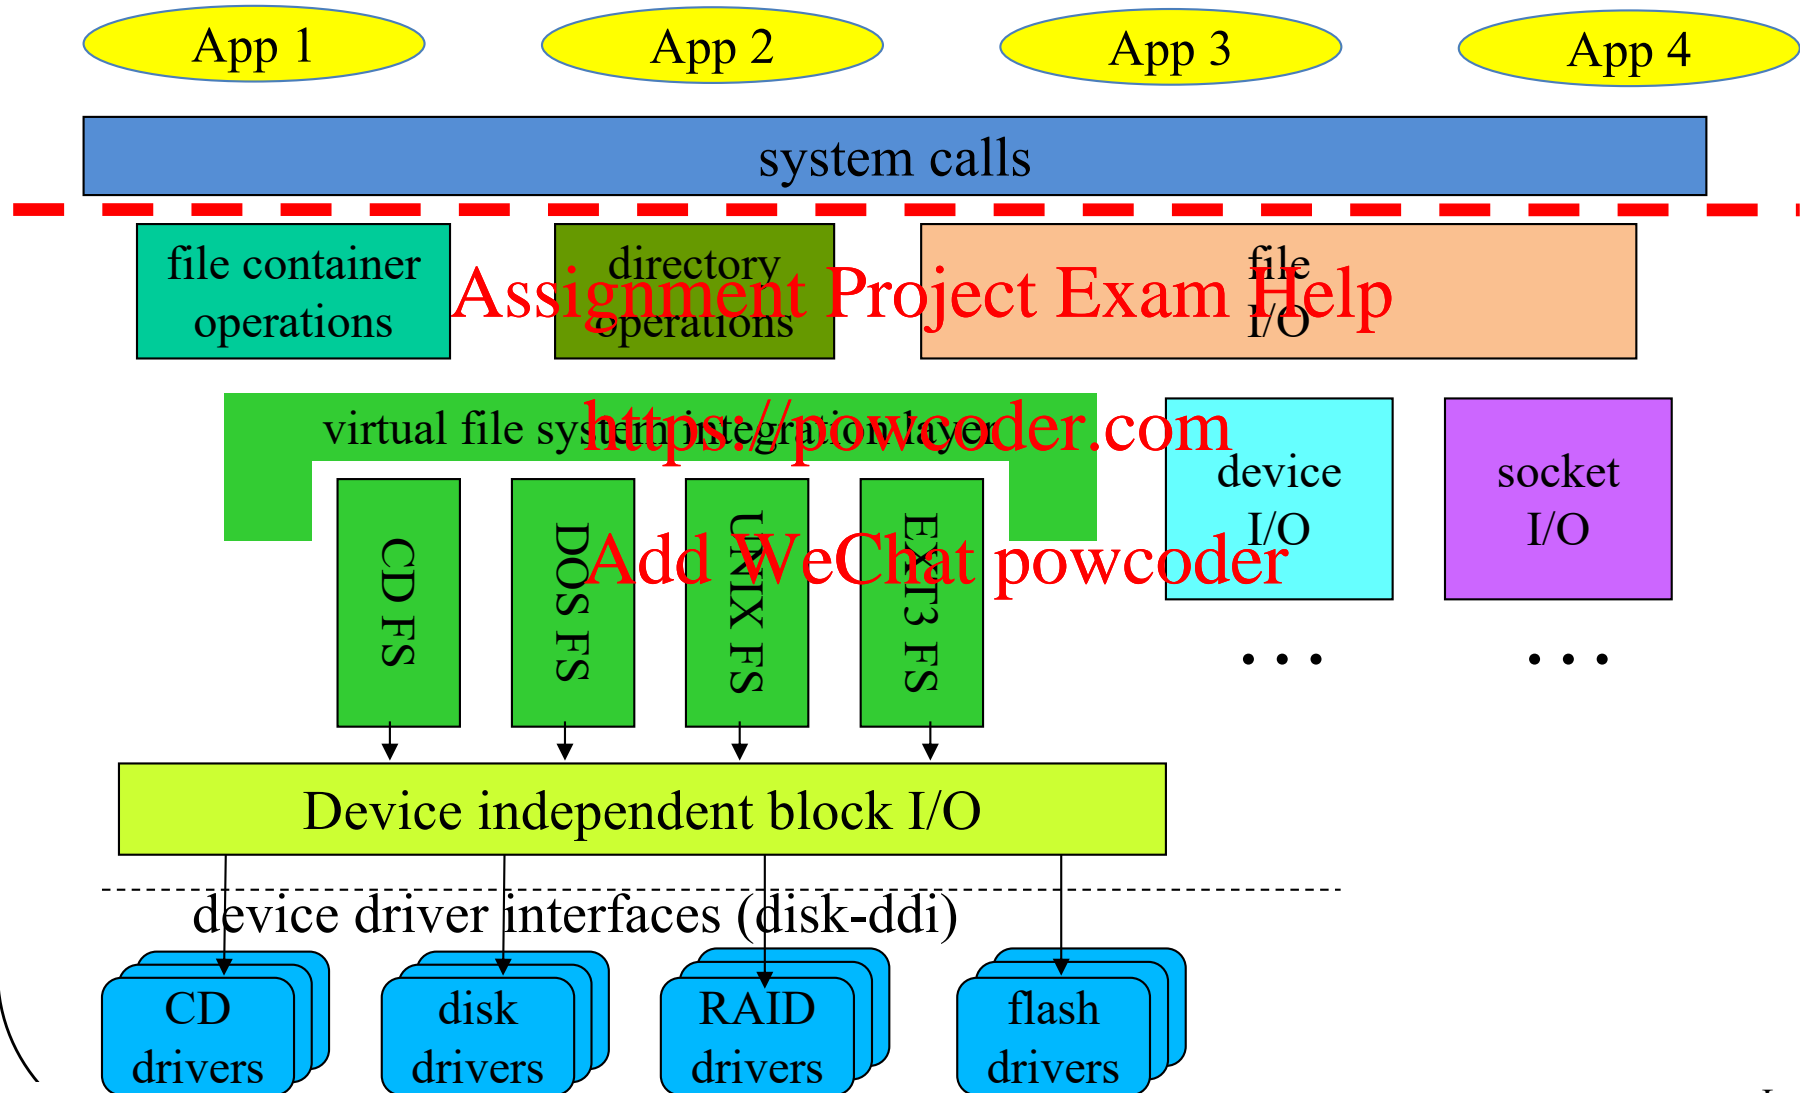 App 1
App 2
App 3
App 4
system calls
file container
operations
directory
operations
file
I/O
Assignment Project Exam Help
virtual file system integration layer
https://powcoder.com
device
I/O
socket
I/O
CD FS
DOS FS
UNIX FS
EXT3 FS
Add WeChat powcoder
...
...
Device independent block I/O
device driver interfaces (disk-ddi)
CD
drivers
disk
drivers
RAID
drivers
flash
drivers